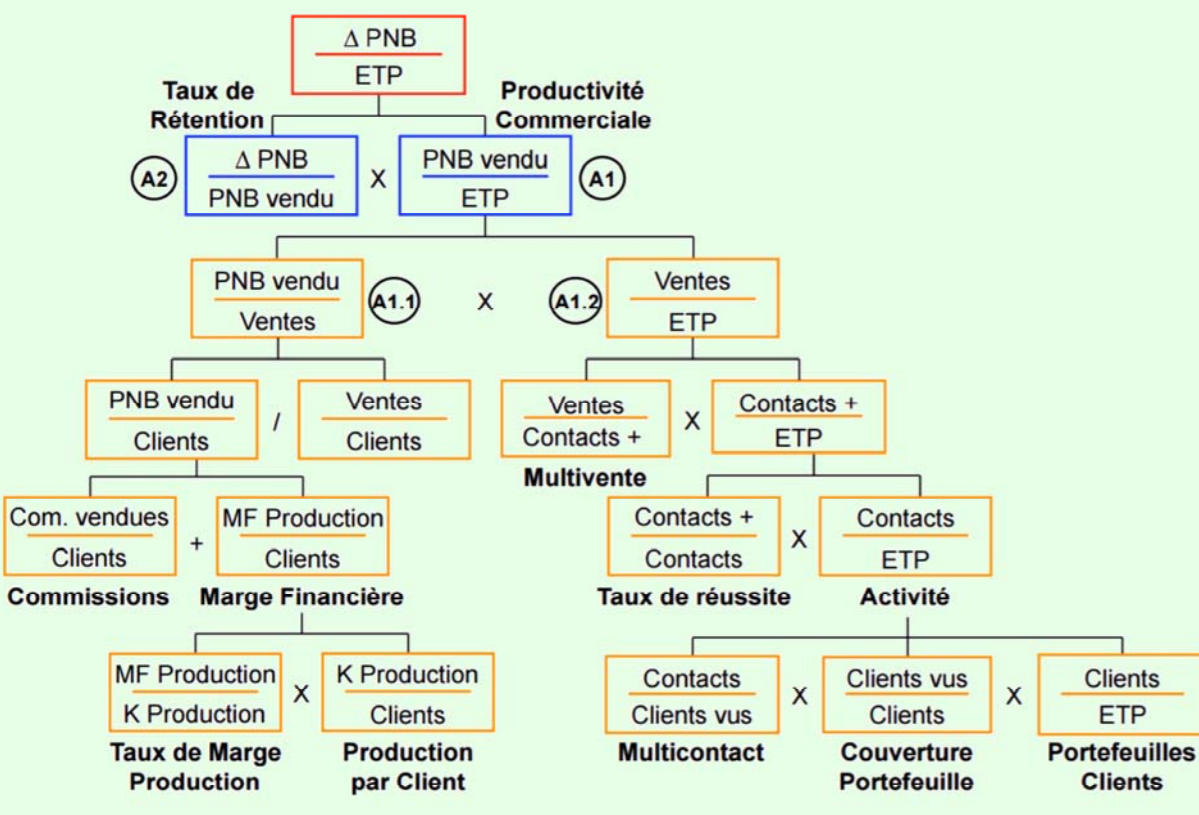 Δ PNB
ETP
Taux de
Rétention
Productivité
Commerciale
A2
Δ PNB
PNB vendu
X
PNB vendu
ETP
A1
PNB vendu
Ventes
A1.1
X
A1.2
Ventes
ETP
PNB vendu
Clients
/
Ventes
Clients
Ventes
Contacts +
Multivente
X
Contacts +
ETP
Com. vendues
Clients
Commissions
+
MF Production
Clients
Marge Financière
Contacts +
Contacts
Taux de réussite
X
Contacts
ETP
Activité
MF Production
K Production
Taux de Marge
Production
X
K Production
Clients
Production
par Client
Contacts
Clients vus
Multicontact
X
Clients vus
Clients
Couverture
Portefeuille
X
Clients
ETP
Portefeuilles
Clients